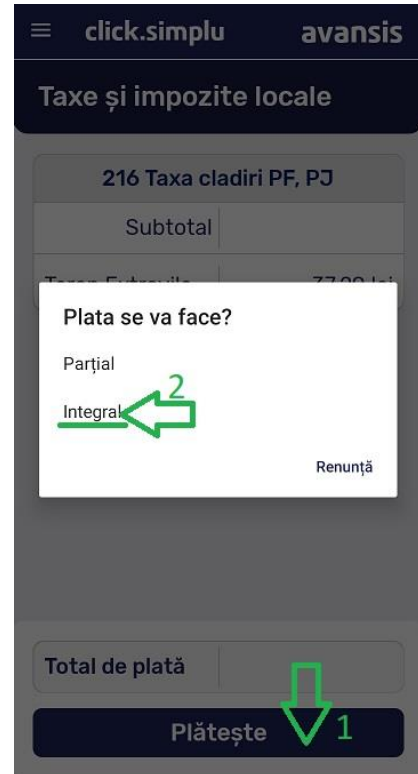 click.simplu avansis
Taxe și impozite locale
216 Taxa cladiri PF, PJ
Subtotal
Plata se va face?
Parțial
2
Integral
Renunță
Total de plată
Plătește 1